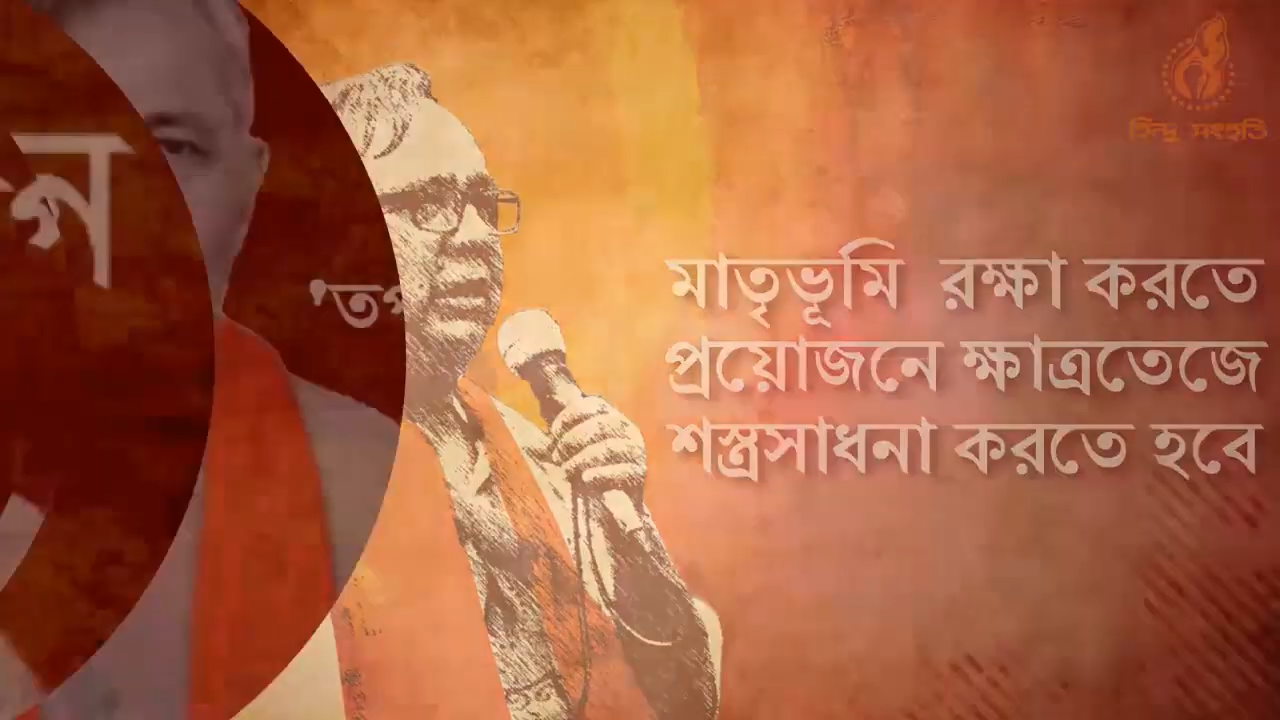 হিন্দু সংহতি
মাতৃভূমি রক্ষা করতে
প্রয়োজনে ক্ষাত্রতেজে
শস্ত্রসাধনা করতে হবে